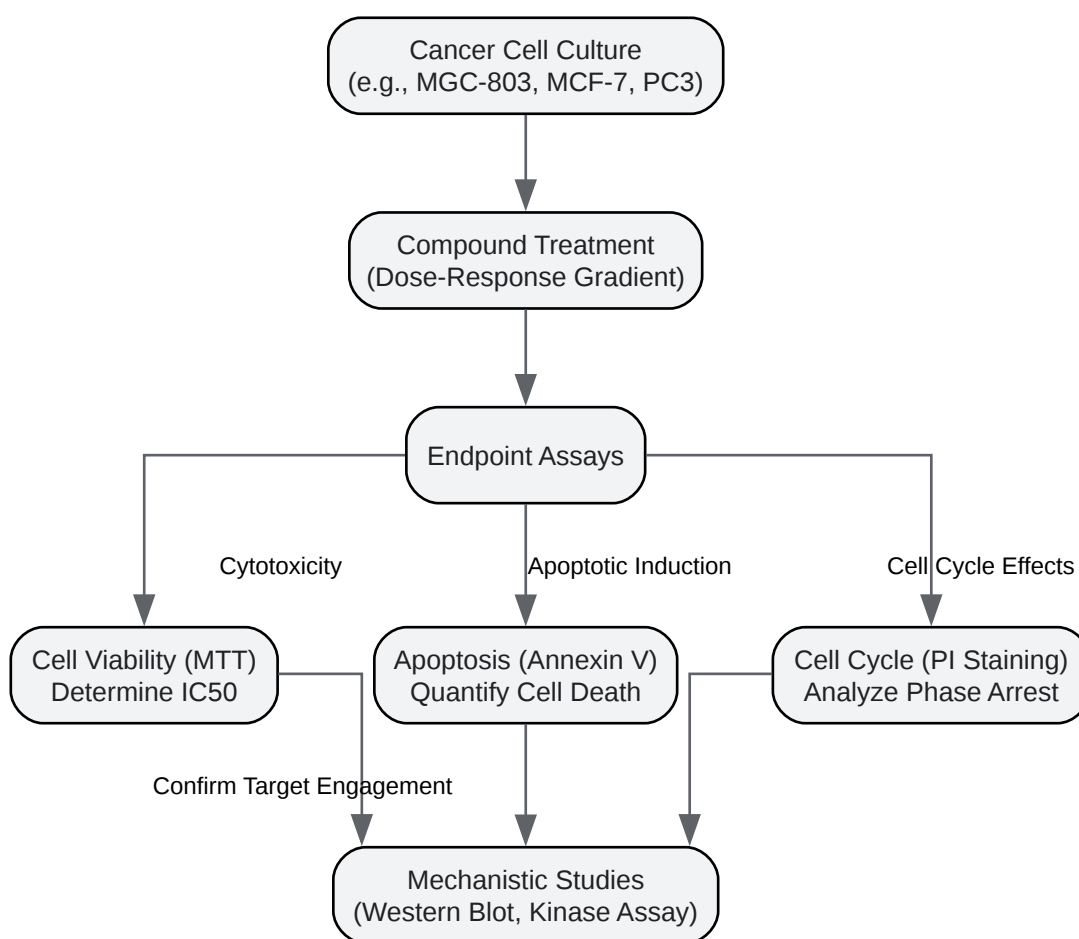 Cancer Cell Culture
(e.g., MGC-803, MCF-7, PC3)
Compound Treatment
(Dose-Response Gradient)
Endpoint Assays
Cytotoxicity
Apoptotic Induction
Cell Cycle Effects
Cell Viability (MTT)
Determine IC50
Apoptosis (Annexin V)
Quantify Cell Death
Cell Cycle (PI Staining)
Analyze Phase Arrest
Confirm Target Engagement
Mechanistic Studies
(Western Blot, Kinase Assay)